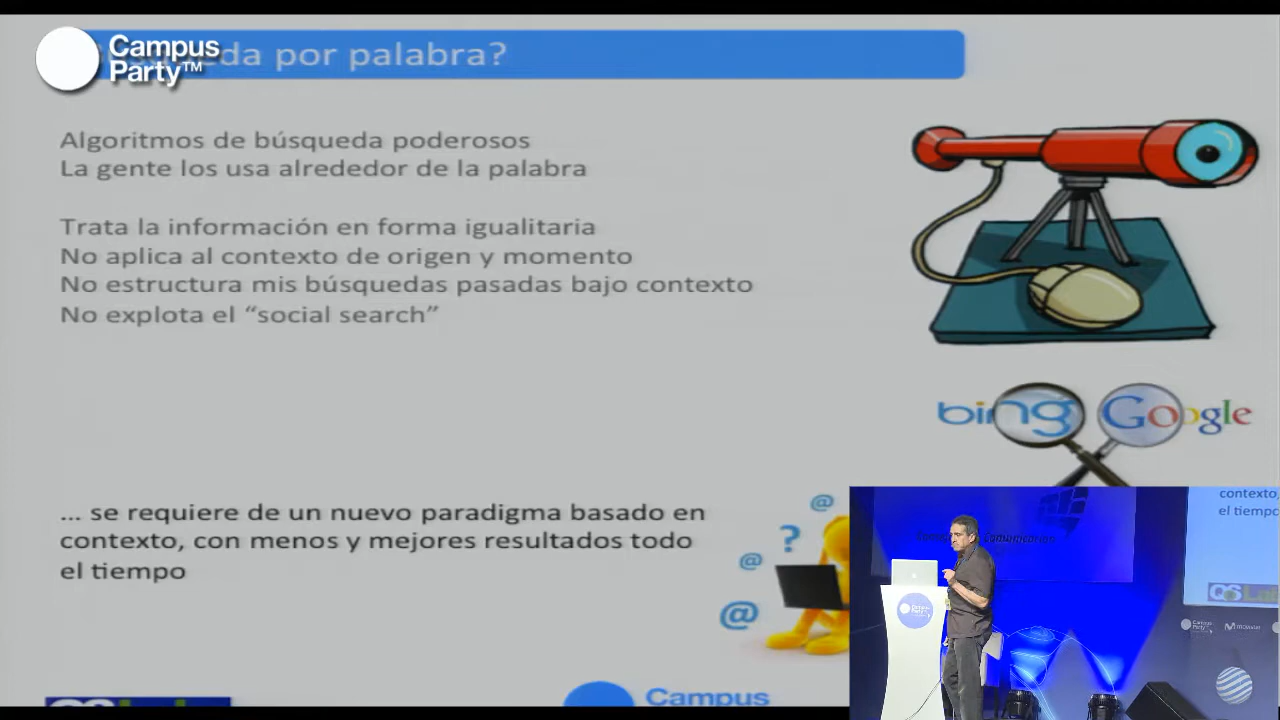 Campus
Party™
da por palabra?
Algoritmos de búsqueda poderosos
La gente los usa alrededor de la palabra
Trata la información en forma igualitaria
No aplica al contexto de origen y momento
No estructura mis búsquedas pasadas bajo contexto
No explota el “social search”
bing Google
... se requiere de un nuevo paradigma basado en
contexto, con menos y mejores resultados todo
el tiempo
@
?
@
@
Campus
contexto,
el tiempo
Campus
Party
movistar